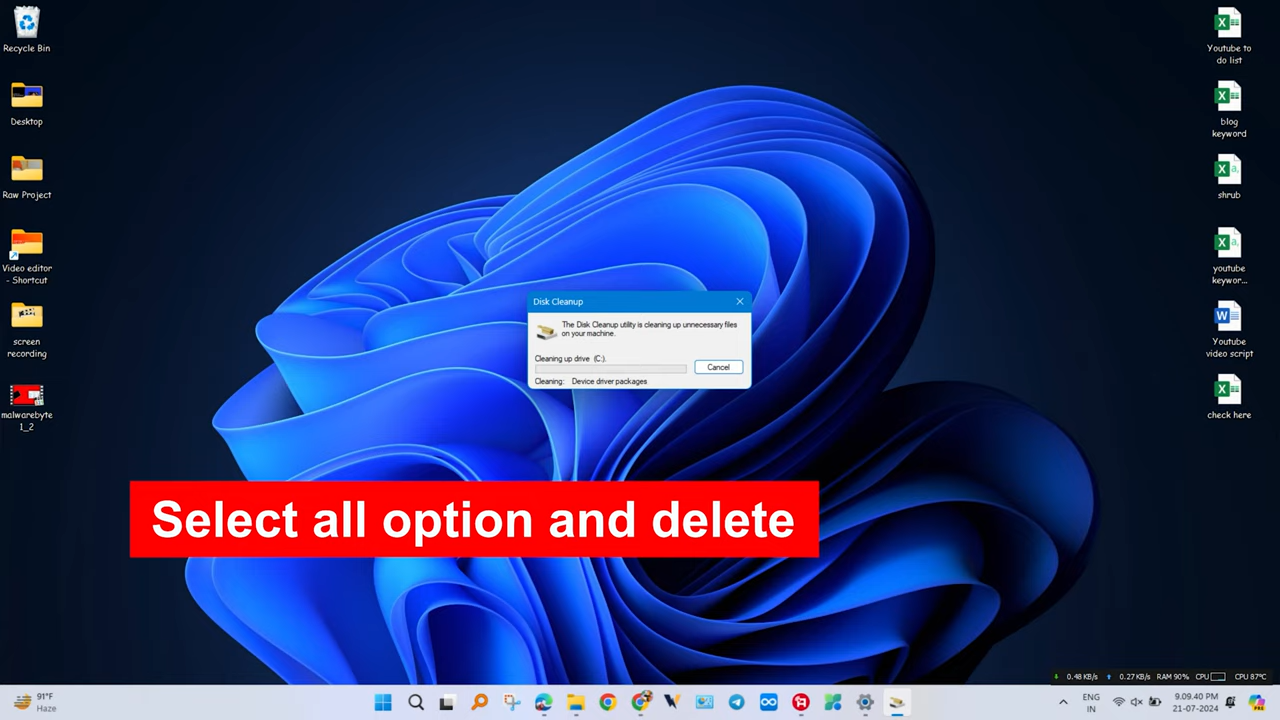 Recycle Bin
Desktop
Raw Project
Video editor
- Shortcut
screen
recording
malwarebyte
1_2
Youtube to
do list
blog
keyword
shrub
youtube
keywor...
Youtube
video script
check here
Disk Cleanup
The Disk Cleanup utility is cleaning up unnecessary files
on your machine.
Cleaning up drive (C:).
Cancel
Cleaning: Device driver packages
Select all option and delete
0.48 KB/s 0.27 KB/s RAM 90% CPU CPU 87°C
91°F
Haze
ENG
IN
9.09.40 PM
21-07-2024